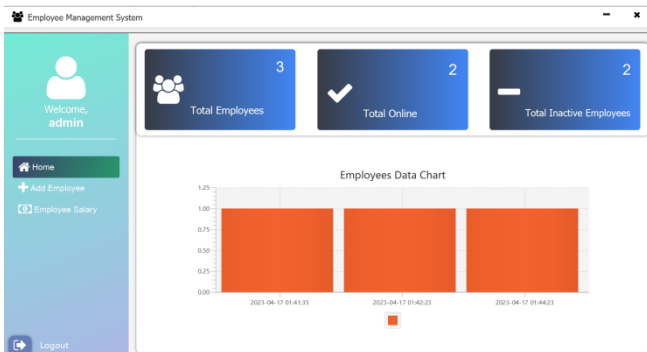 Employee Management System
Welcome,
admin
Home
Add Employee
Employee Salary
Logout
3
Total Employees
2
Total Online
2
Total Inactive Employees
Employees Data Chart
1.25
1.00
0.75
0.50
0.25
0.00
2023-04-17 01:41:35
2023-04-17 01:42:23
2023-04-17 01:44:23